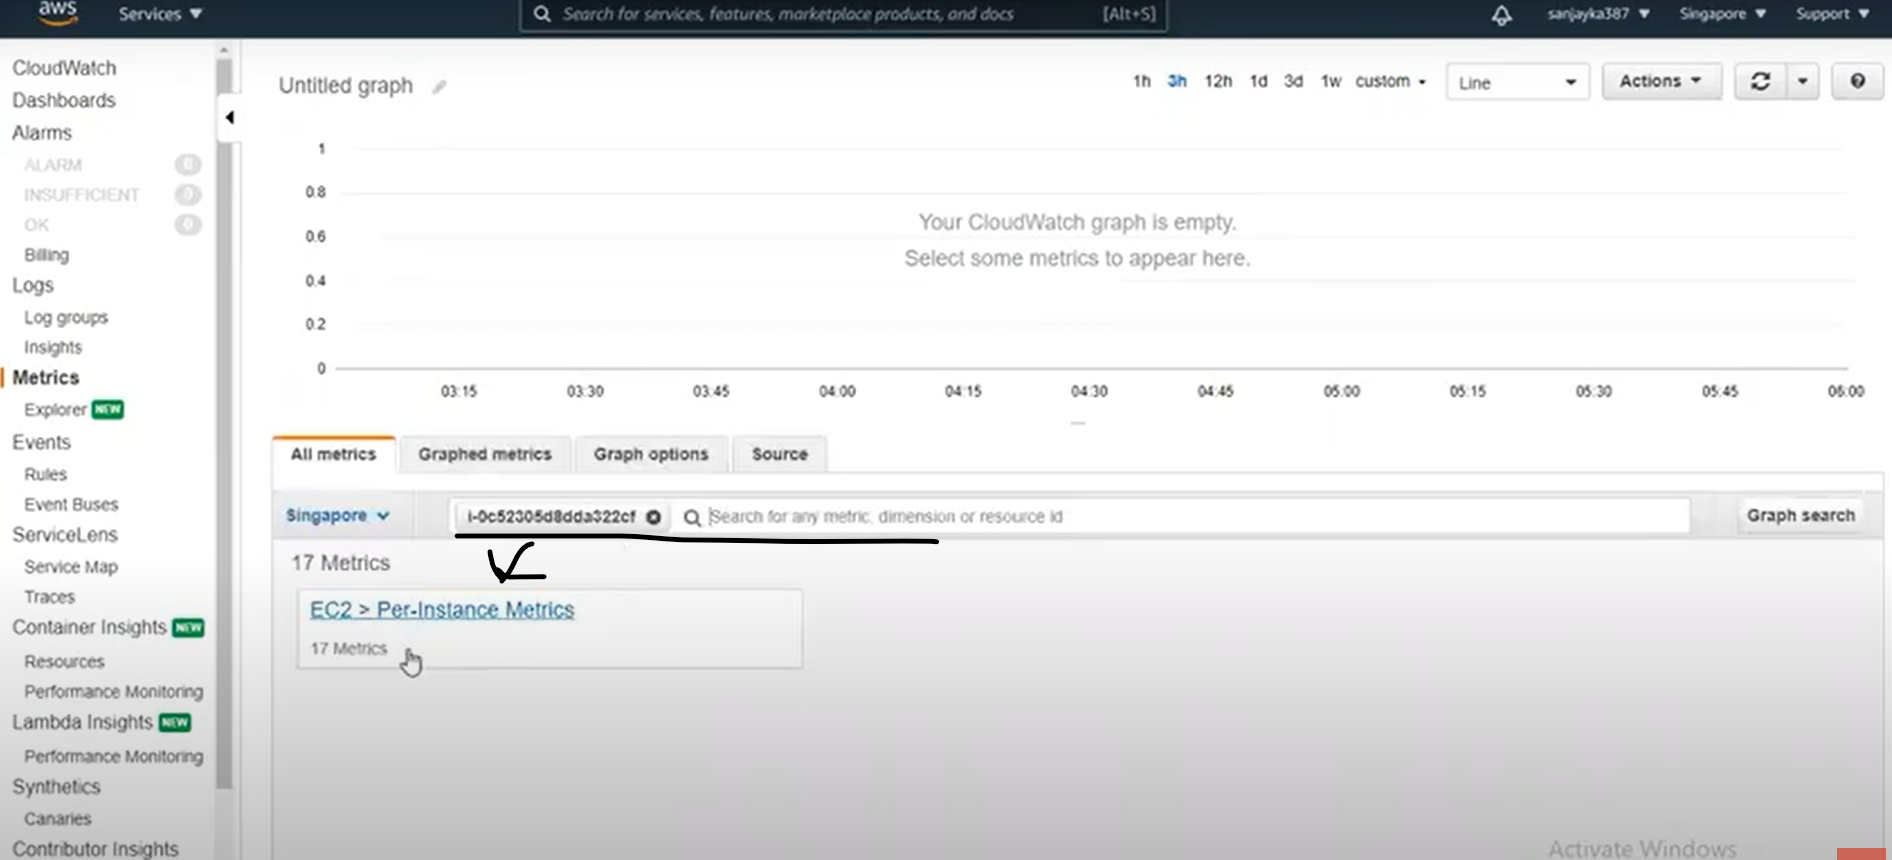 aws Services ▼ Search for services, features, marketplace products, and docs [Alt+S] sanjayka387 ▼ Singapore ▼ Support ▼
CloudWatch
Dashboards
Alarms
ALARM 0
INSUFFICIENT 0
OK 0
Billing
Logs
Log groups
Insights
Metrics
Explorer NEW
Events
Rules
Event Buses
ServiceLens
Service Map
Traces
Container Insights NEW
Resources
Performance Monitoring
Lambda Insights NEW
Performance Monitoring
Synthetics
Canaries
Contributor Insights
Untitled graph
1h 3h 12h 1d 3d 1w custom Line Actions
1
0.8
0.6
0.4
0.2
0
Your CloudWatch graph is empty.
Select some metrics to appear here.
03:15 03:30 03:45 04:00 04:15 04:30 04:45 05:00 05:15 05:30 05:45 06:00
All metrics Graphed metrics Graph options Source
Singapore i-0c52305d8dda322cf Search for any metric, dimension or resource id Graph search
17 Metrics
EC2 > Per-Instance Metrics
17 Metrics
Activate Windows